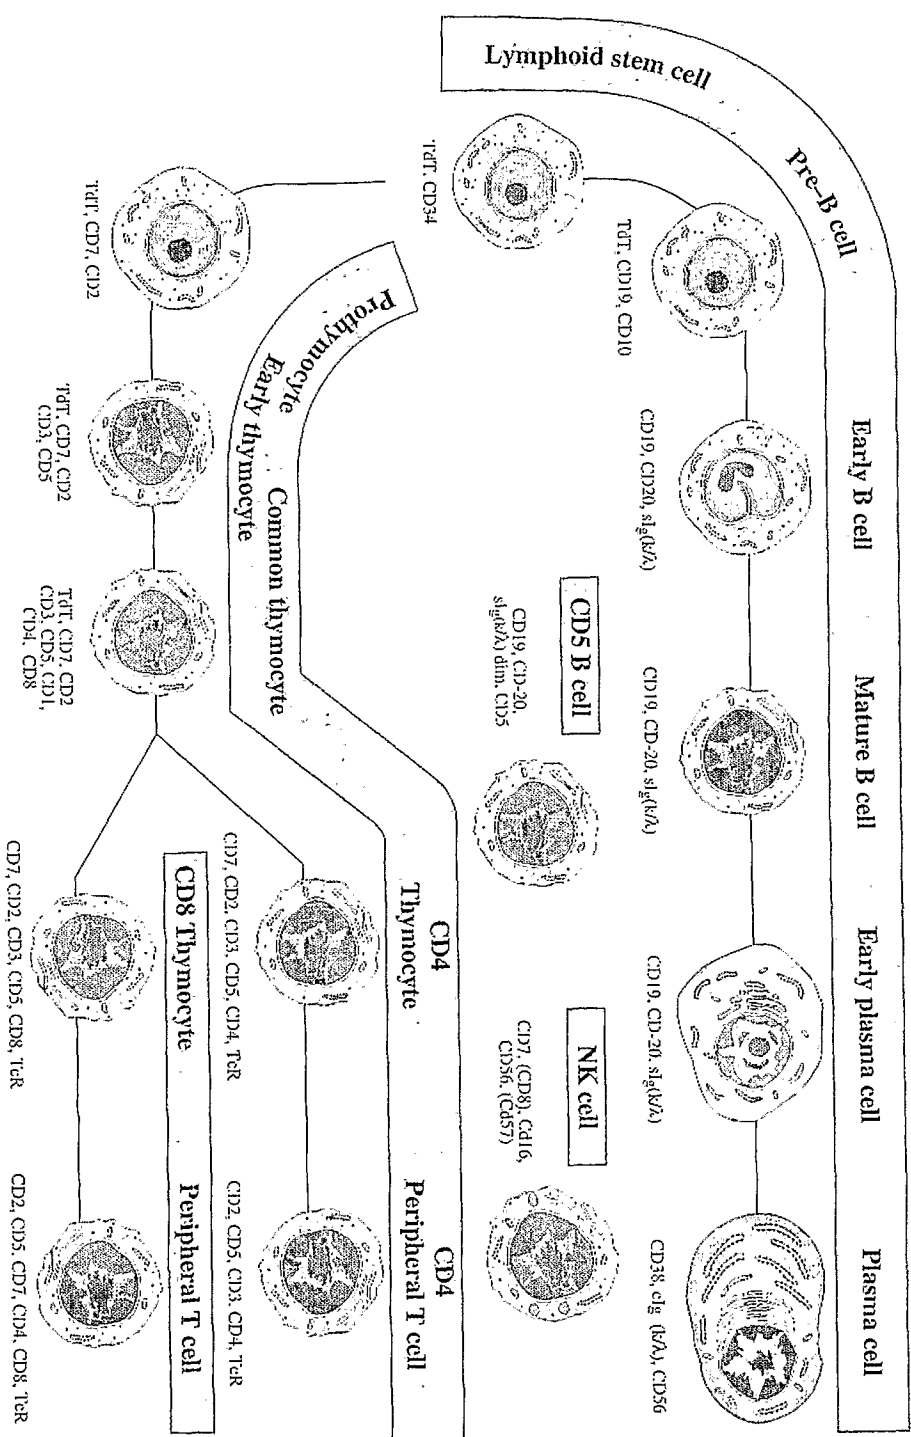 Lymphoid stem cell
Pre–B cell
Early B cell
Mature B cell
Early plasma cell
Plasma cell
TdT, CD34
TdT, CD19, CD10
CD19, CD20, sIg(k/λ)
CD19, CD-20, sIg(k/λ)
CD19, CD-20, sIg(k/λ)
CD38, cIg (k/λ), CD56
CD5 B cell
CD19, CD-20,
sIg(k/λ) dim, CD5
NK cell
CD7, (CD8), Cd16,
CD56, (Cd57)
Prothymocyte
Early thymocyte
Common thymocyte
CD4
Thymocyte
CD4
Peripheral T cell
TdT, CD7, CD2
TdT, CD7, CD2
CD3, CD5
TdT, CD7, CD2
CD3, CD5, CD1,
CD4, CD8
CD7, CD2, CD3, CD5, CD4, TcR
CD2, CD5, CD3, CD4, TcR
CD8 Thymocyte
Peripheral T cell
CD7, CD2, CD3, CD5, CD8, TcR
CD2, CD5, CD7, CD4, CD8, TcR